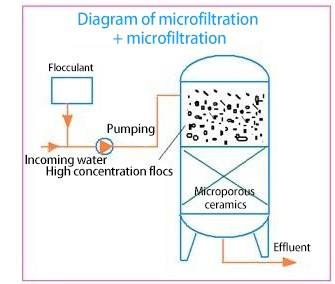 Diagram of microfiltration
+ microfiltration
Flocculant
Pumping
Incoming water
High concentration flocs
Microporous
ceramics
Effluent